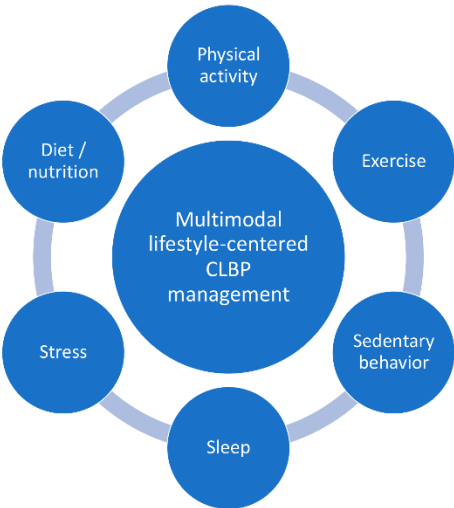 Physical
activity
Diet /
nutrition
Exercise
Multimodal
lifestyle-centered
CLBP
management
Stress
Sedentary
behavior
Sleep